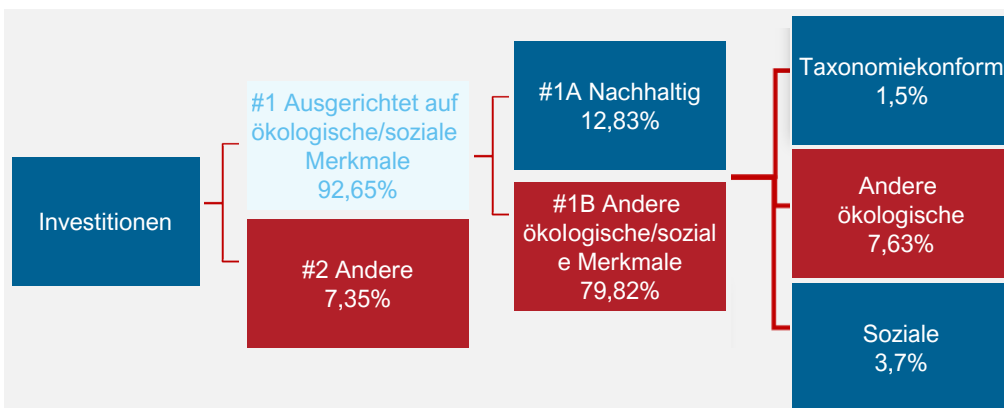 Investitionen
#1 Ausgerichtet auf
ökologische/soziale
Merkmale
92,65%
#2 Andere
7,35%
#1A Nachhaltig
12,83%
#1B Andere
ökologische/sozial
e Merkmale
79,82%
Taxonomiekonform
1,5%
Andere
ökologische
7,63%
Soziale
3,7%